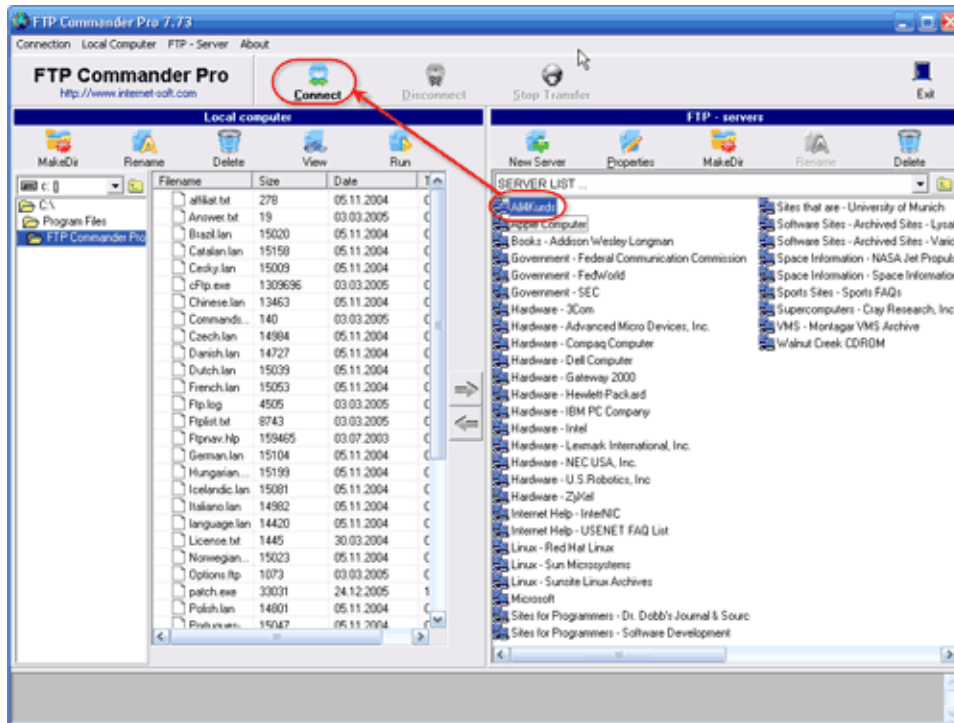 FTP Commander Pro 7.73
Connection Local Computer FTP - Server About
FTP Commander Pro
http://www.internet-soft.com
Connect
Disconnect
Stop Transfer
Exit
Local computer
MakeDir Rename Delete View Run
c: []
C:\
Program Files
FTP Commander Pro
Filename Size Date T
affiliat.txt 278 05.11.2004
Answer.txt 19 03.03.2005
Brazil.lan 15020 05.11.2004
Catalan.lan 15158 05.11.2004
Cesky.lan 15009 05.11.2004
cFtp.exe 1309696 03.03.2005
Chinese.lan 13463 05.11.2004
Commands... 140 03.03.2005
Czech.lan 14984 05.11.2004
Danish.lan 14727 05.11.2004
Dutch.lan 15039 05.11.2004
French.lan 15053 05.11.2004
Ftp.log 4505 03.03.2005
Ftplist.txt 8743 03.03.2005
Ftpnav.hlp 159465 03.07.2003
German.lan 15104 05.11.2004
Hungarian... 15199 05.11.2004
Icelandic.lan 15081 05.11.2004
Italiano.lan 14982 05.11.2004
language.lan 14420 05.11.2004
License.txt 1445 30.03.2004
Norwegian... 15023 05.11.2004
Options.ftp 1073 03.03.2005
patch.exe 33031 24.12.2005 1
Polish.lan 14801 05.11.2004
Portugues. 15047 05.11.2004
FTP - servers
New Server Properties MakeDir Rename Delete
SERVER LIST ...
All4Kurds
Apple Computer
Books - Addison Wesley Longman
Government - Federal Communication Commission
Government - FedWorld
Government - SEC
Hardware - 3Com
Hardware - Advanced Micro Devices, Inc.
Hardware - Compaq Computer
Hardware - Dell Computer
Hardware - Gateway 2000
Hardware - Hewlett-Packard
Hardware - IBM PC Company
Hardware - Intel
Hardware - Lexmark International, Inc.
Hardware - NEC USA, Inc.
Hardware - U.S.Robotics, Inc
Hardware - ZyXel
Internet Help - InterNIC
Internet Help - USENET FAQ List
Linux - Red Hat Linux
Linux - Sun Microsystems
Linux - Sunsite Linux Archives
Microsoft
Sites for Programmers - Dr. Dobb's Journal & Sourc
Sites for Programmers - Software Development
Sites that are - University of Munich
Software Sites - Archived Sites - Lysat
Software Sites - Archived Sites - Vario
Space Information - NASA Jet Propuls
Space Information - Space Information
Sports Sites - Sports FAQs
Supercomputers - Cray Research, Inc
VMS - Montagar VMS Archive
Walnut Creek CDROM